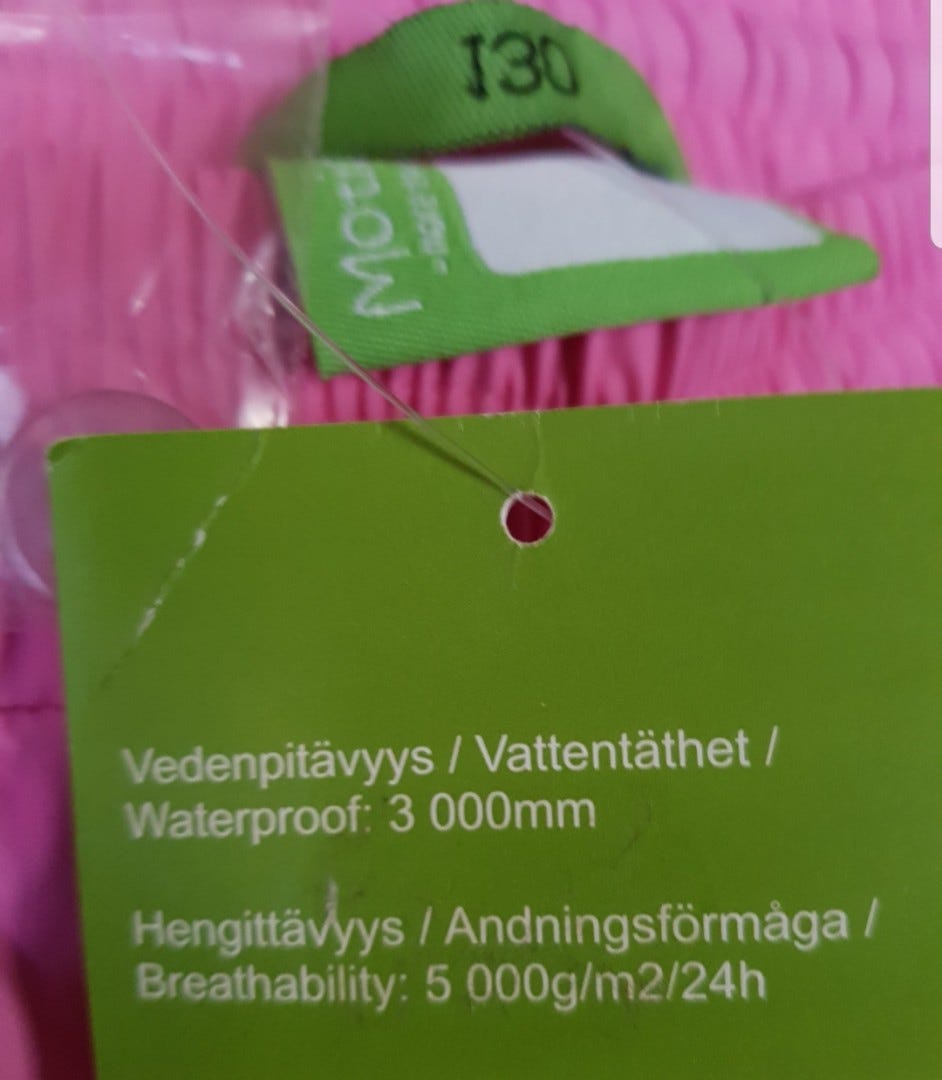 130
Vedenpitävyys / Vattentäthet /
Waterproof: 3 000mm
Hengittävyys / Andningsförmåga /
Breathability: 5 000g/m2/24h